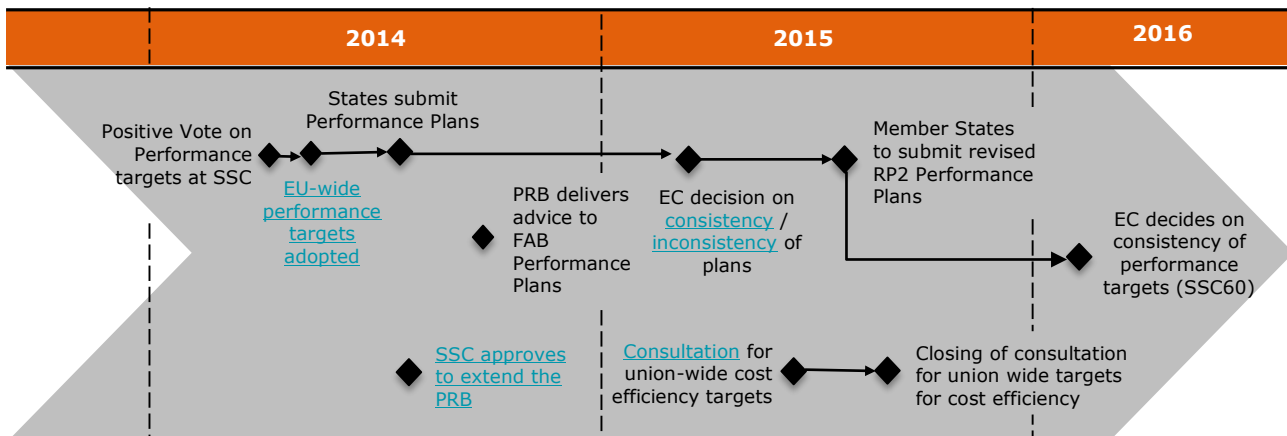 2014
2015
2016
Positive Vote on
Performance
targets at SSC
EU-wide
performance
targets
adopted
States submit
Performance Plans
PRB delivers
advice to
FAB
Performance
Plans
EC decision on
consistency /
inconsistency of
plans
Member States
to submit revised
RP2 Performance
Plans
EC decides on
consistency of
performance
targets (SSC60)
SSC approves
to extend the
PRB
Consultation for
union-wide cost
efficiency targets
Closing of consultation
for union wide targets
for cost efficiency